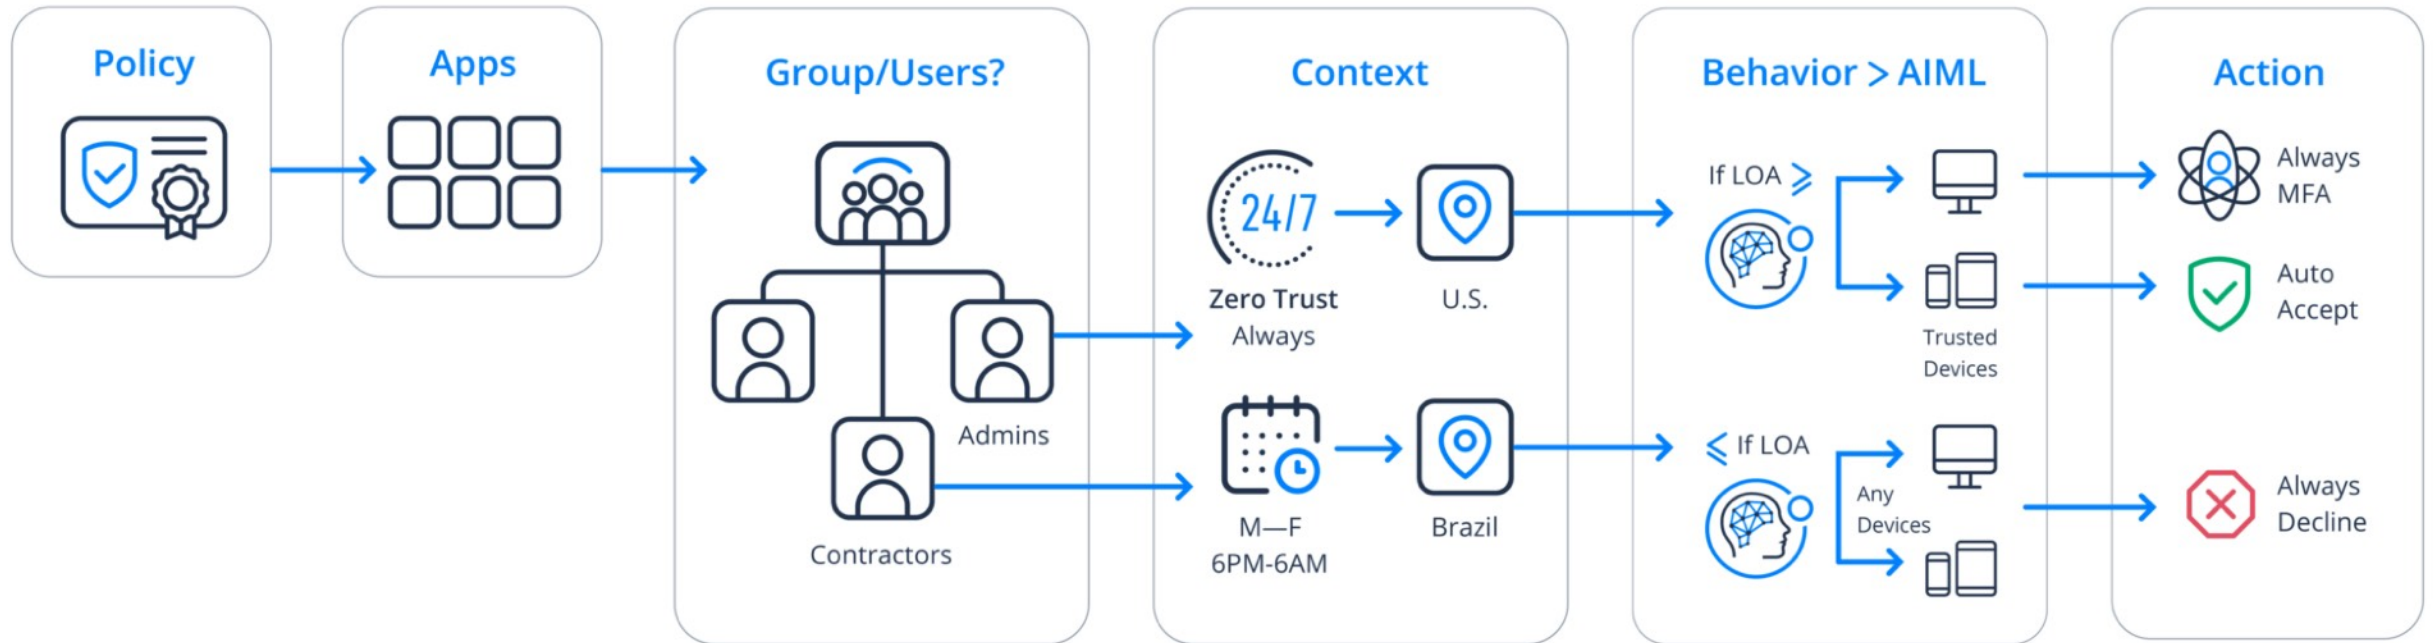 Policy
Apps
Group/Users?
Admins
Contractors
Context
24/7
Zero Trust
Always
U.S.
M—F
6PM-6AM
Brazil
Behavior > AIML
If LOA ≥
Trusted
Devices
≤ If LOA
Any
Devices
Action
Always
MFA
Auto
Accept
Always
Decline